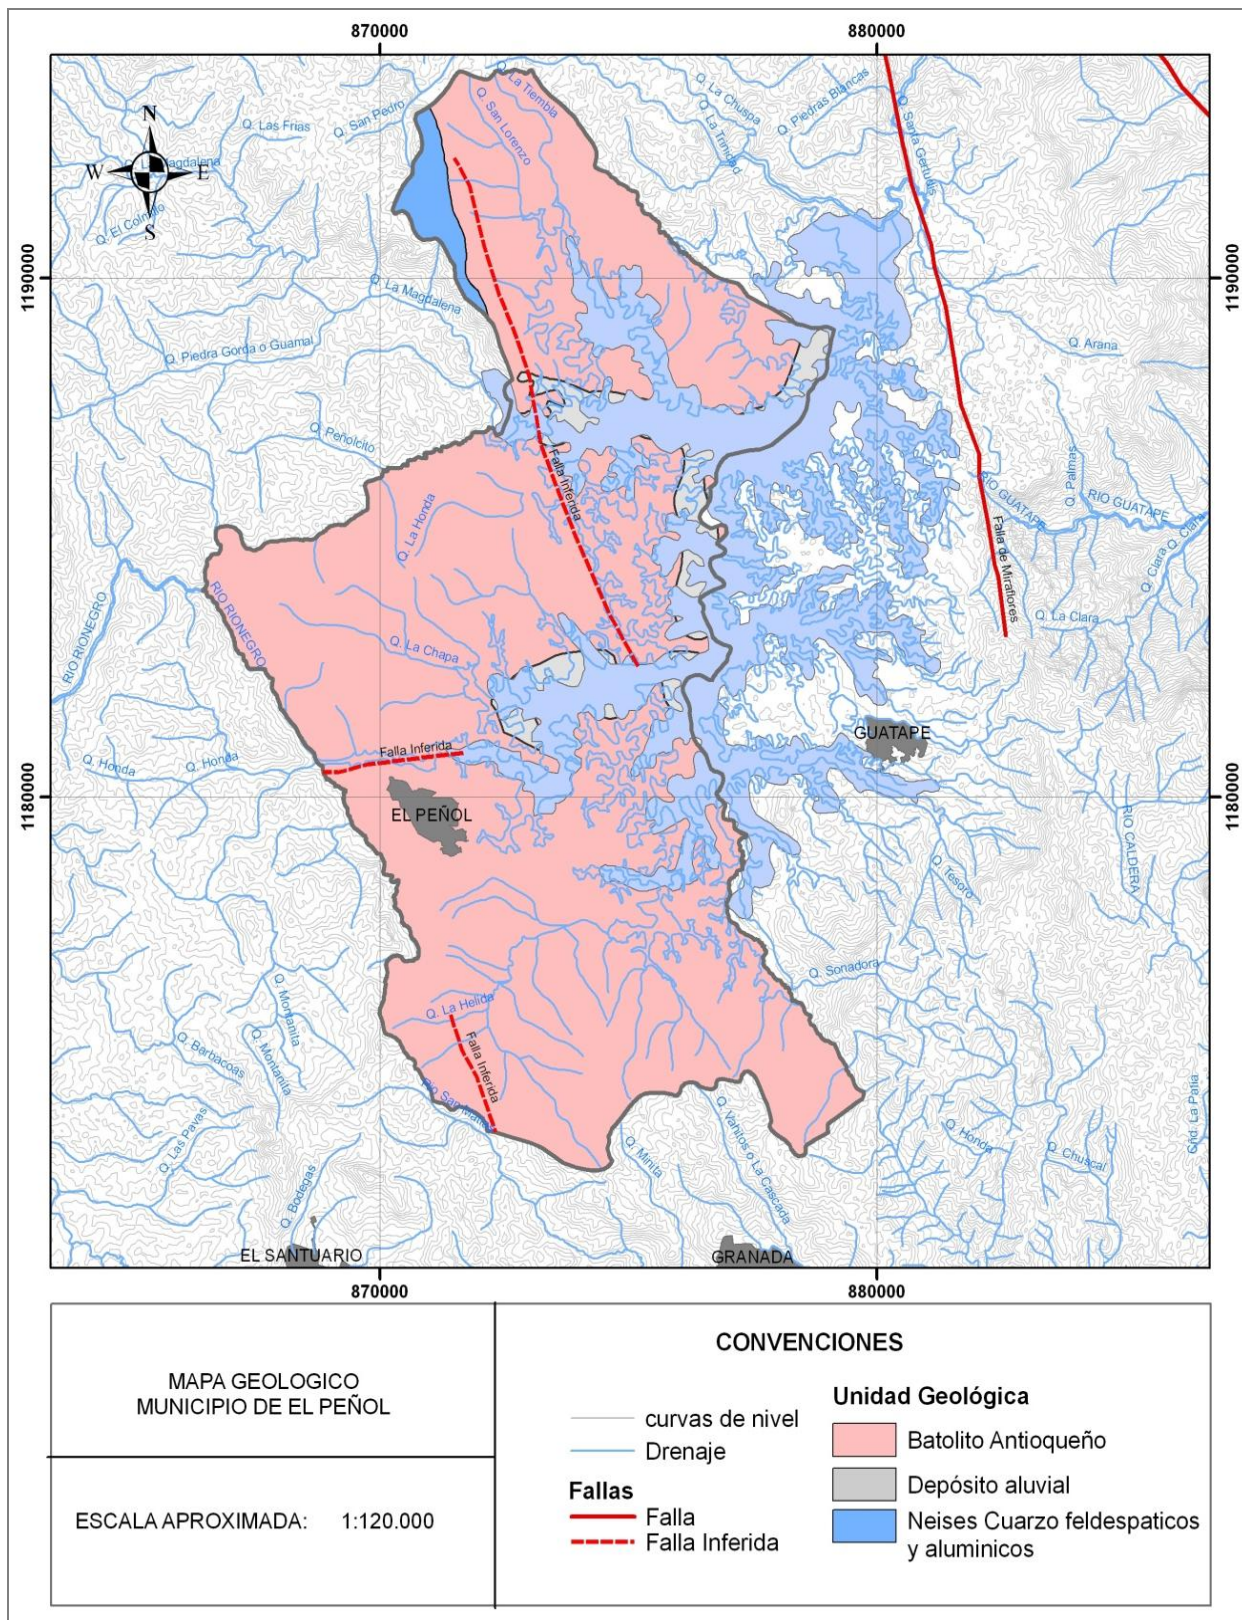 870000
880000
Q. La Tiembla
Q. San Lorenzo
Q. San Pedro
Q. Las Frias
Q. La Magdalena
Q. El Colmillo
Q. La Chuspa
Q. La Trinidad
Q. Piedras Blancas
Q. Santa Gertudis
N
W
E
S
1190000
1190000
Q. La Magdalena
Q. Piedra Gorda o Guamal
Q. Arana
Q. Peñolcito
Falla Inferida
Q. La Honda
RIO GUATAPE
Q. Palmas
RIO GUATAPE
Q. Clara
Q. Clara
Falla de Miraflores
Q. La Clara
RIO RIONEGRO
RIO RIONEGRO
Q. La Chapa
GUATAPE
Falla Inferida
Q. Honda
Q. Honda
1180000
1180000
EL PEÑOL
RIO CALDERA
Q. Tesoro
Q. Sonadora
Q. Montañita
Q. Montañita
Q. Barbacoas
Q. La Helida
Falla Inferida
Q. Las Pavas
Q. Bodegas
Q. Minita
Q. Vahitos o La Cascada
Q. Honda
Q. Chuscal
Cnd. La Patia
EL SANTUARIO
GRANADA
870000
880000
MAPA GEOLOGICO
MUNICIPIO DE EL PEÑOL
ESCALA APROXIMADA: 1:120.000
CONVENCIONES
curvas de nivel
Drenaje
Fallas
Falla
Falla Inferida
Unidad Geológica
Batolito Antioqueño
Depósito aluvial
Neises Cuarzo feldespaticos
y aluminicos